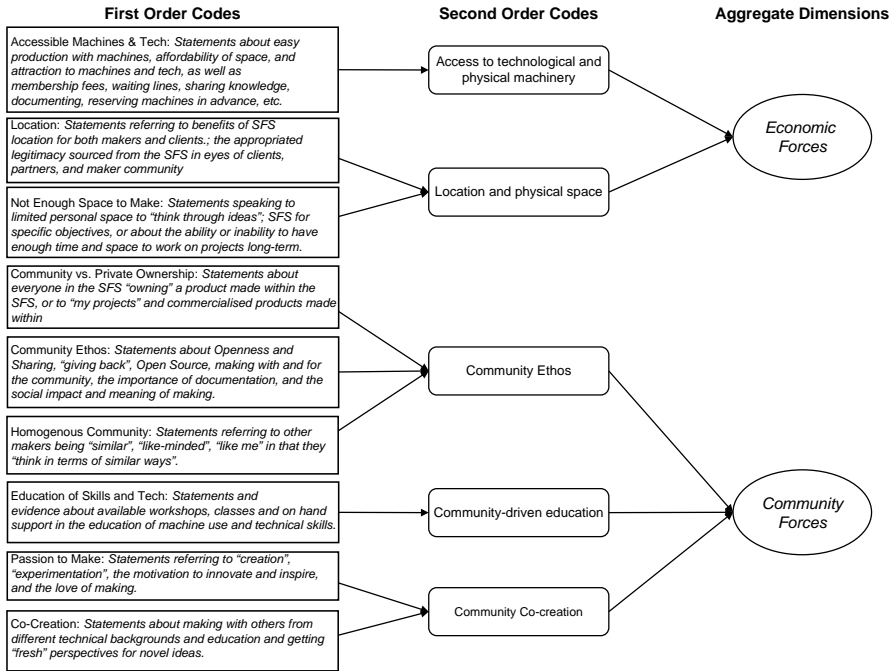 First Order Codes
Second Order Codes
Aggregate Dimensions
Accessible Machines & Tech: Statements about easy
production with machines, affordability of space, and
attraction to machines and tech, as well as
membership fees, waiting lines, sharing knowledge,
documenting, reserving machines in advance, etc.
Location: Statements referring to benefits of SFS
location for both makers and clients.; the appropriated
legitimacy sourced from the SFS in eyes of clients,
partners, and maker community
Not Enough Space to Make: Statements speaking to
limited personal space to “think through ideas”; SFS for
specific objectives, or about the ability or inability to have
enough time and space to work on projects long-term.
Community vs. Private Ownership: Statements about
everyone in the SFS “owning” a product made within the
SFS, or to “my projects” and commercialised products made
within
Community Ethos: Statements about Openness and
Sharing, “giving back”, Open Source, making with and for
the community, the importance of documentation, and the
social impact and meaning of making.
Homogenous Community: Statements referring to other
makers being “similar”, “like-minded”, “like me” in that they
“think in terms of similar ways”.
Education of Skills and Tech: Statements and
evidence about available workshops, classes and on hand
support in the education of machine use and technical skills.
Passion to Make: Statements referring to “creation”,
“experimentation”, the motivation to innovate and inspire,
and the love of making.
Co-Creation: Statements about making with others from
different technical backgrounds and education and getting
“fresh” perspectives for novel ideas.
Access to technological and
physical machinery
Location and physical space
Community Ethos
Community-driven education
Community Co-creation
Economic
Forces
Community
Forces